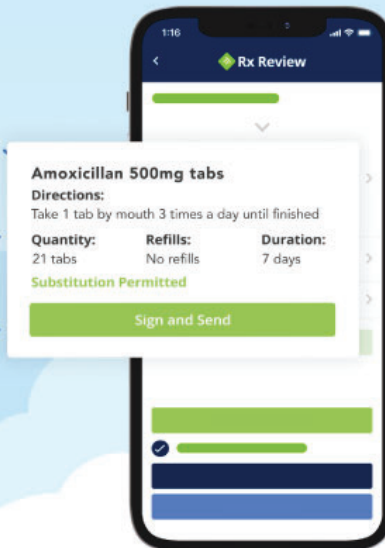 1:16
Rx Review
Amoxicillan 500mg tabs
Directions:
Take 1 tab by mouth 3 times a day until finished
Quantity: Refills: Duration:
21 tabs No refills 7 days
Substitution Permitted
Sign and Send